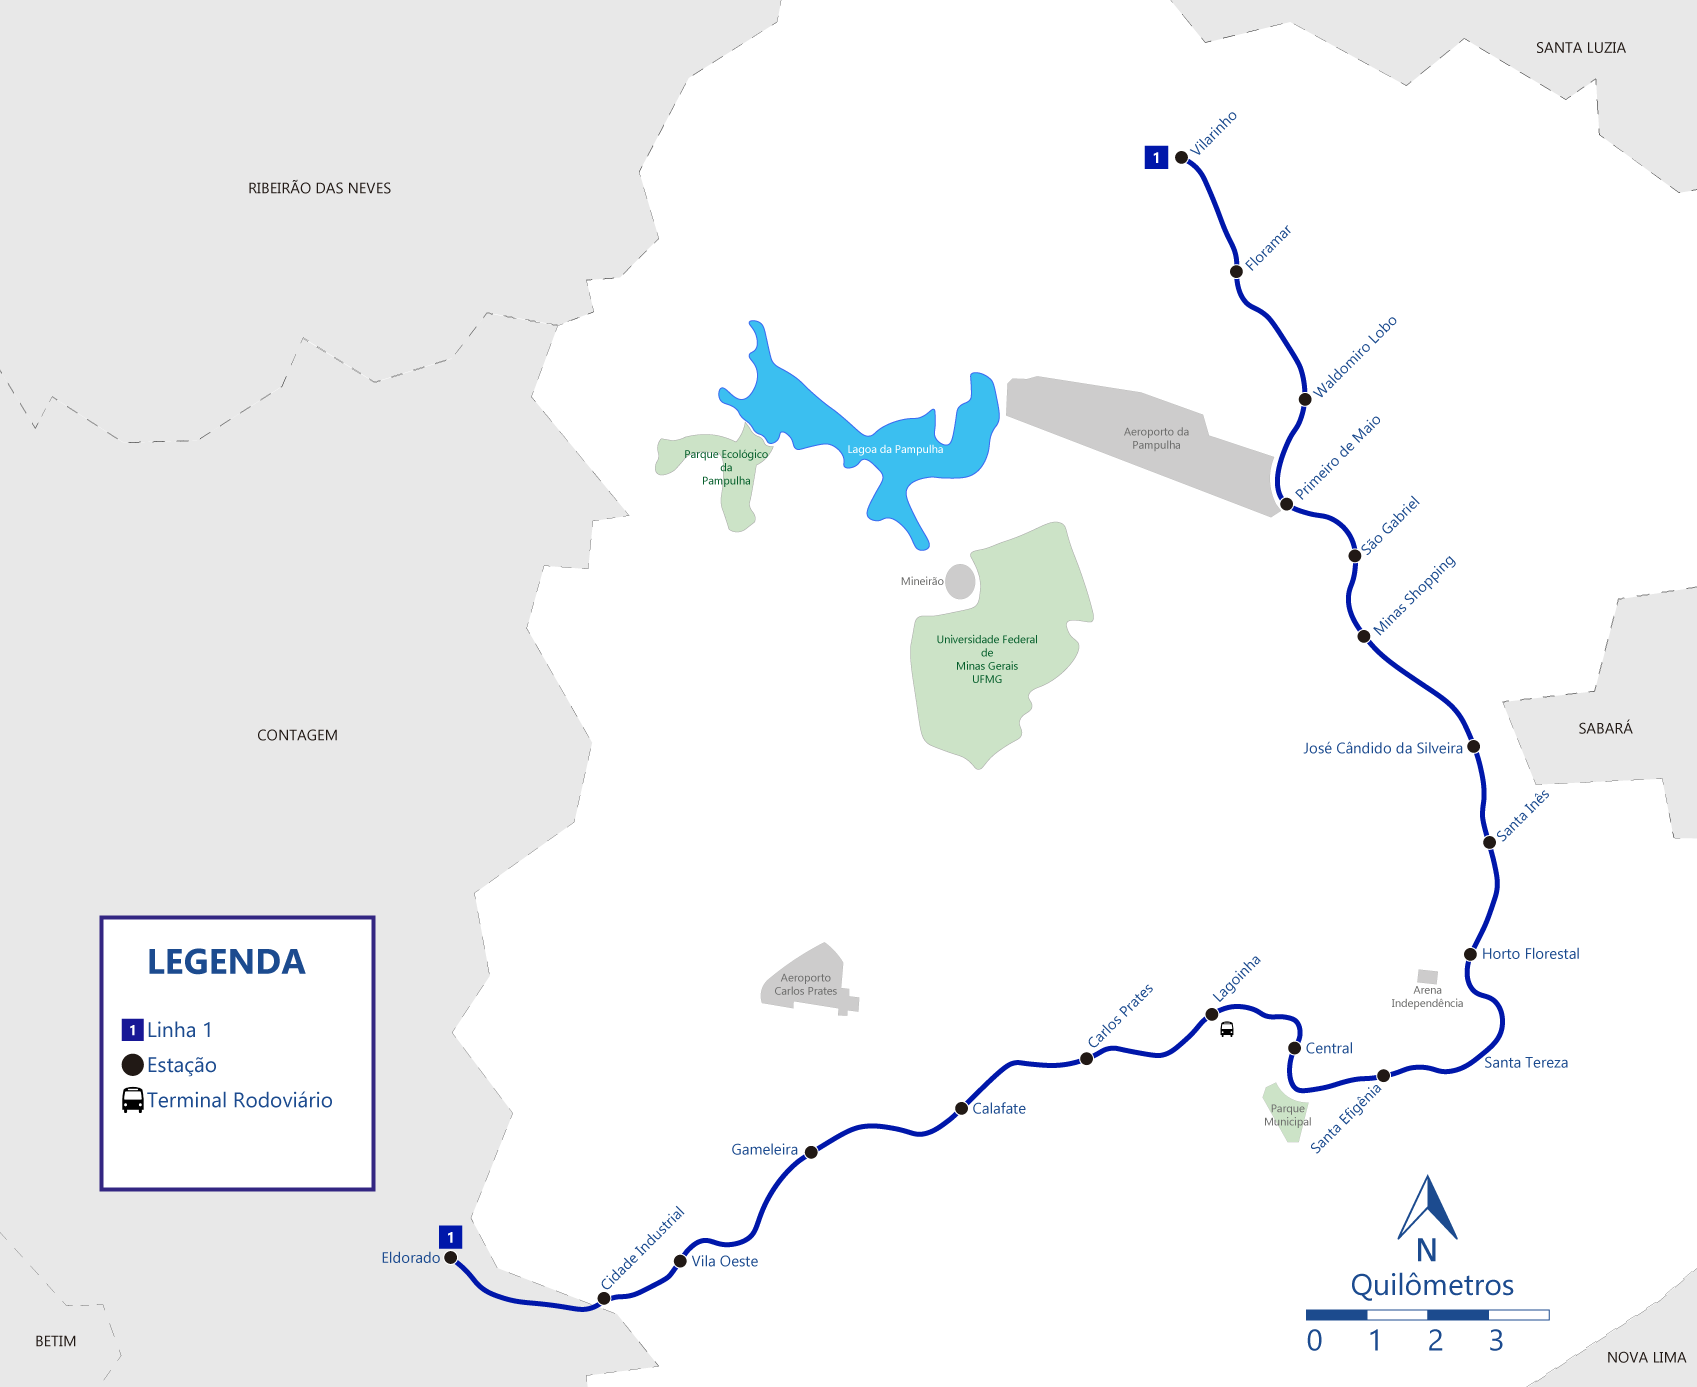 SANTA LUZIA
Vilarinho
1
RIBEIRÃO DAS NEVES
Floramar
Waldomiro Lobo
Aeroporto da
Pampulha
Primeiro de Maio
Lagoa da Pampulha
Parque Ecológico
da
Pampulha
São Gabriel
Mineirão
Minas Shopping
Universidade Federal
de
Minas Gerais
UFMG
CONTAGEM
SABARÁ
José Cândido da Silveira
Santa Inês
Horto Florestal
Arena
Independência
Aeroporto
Carlos Prates
Lagoinha
Carlos Prates
Central
Santa Tereza
Santa Efigênia
Parque
Municipal
Calafate
Gameleira
Cidade Industrial
Vila Oeste
1
Eldorado
LEGENDA
1 Linha 1
Estação
Terminal Rodoviário
N
Quilômetros
0 1 2 3
BETIM
NOVA LIMA